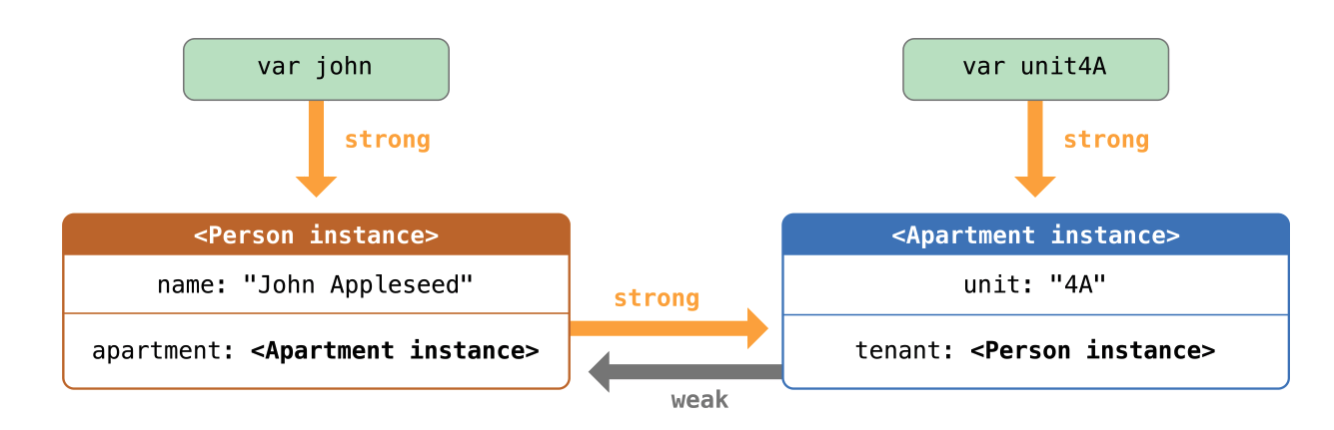 var john
var unit4A
strong
strong
<Person instance>
<Apartment instance>
name: "John Appleseed"
unit: "4A"
strong
apartment: <Apartment instance>
tenant: <Person instance>
weak